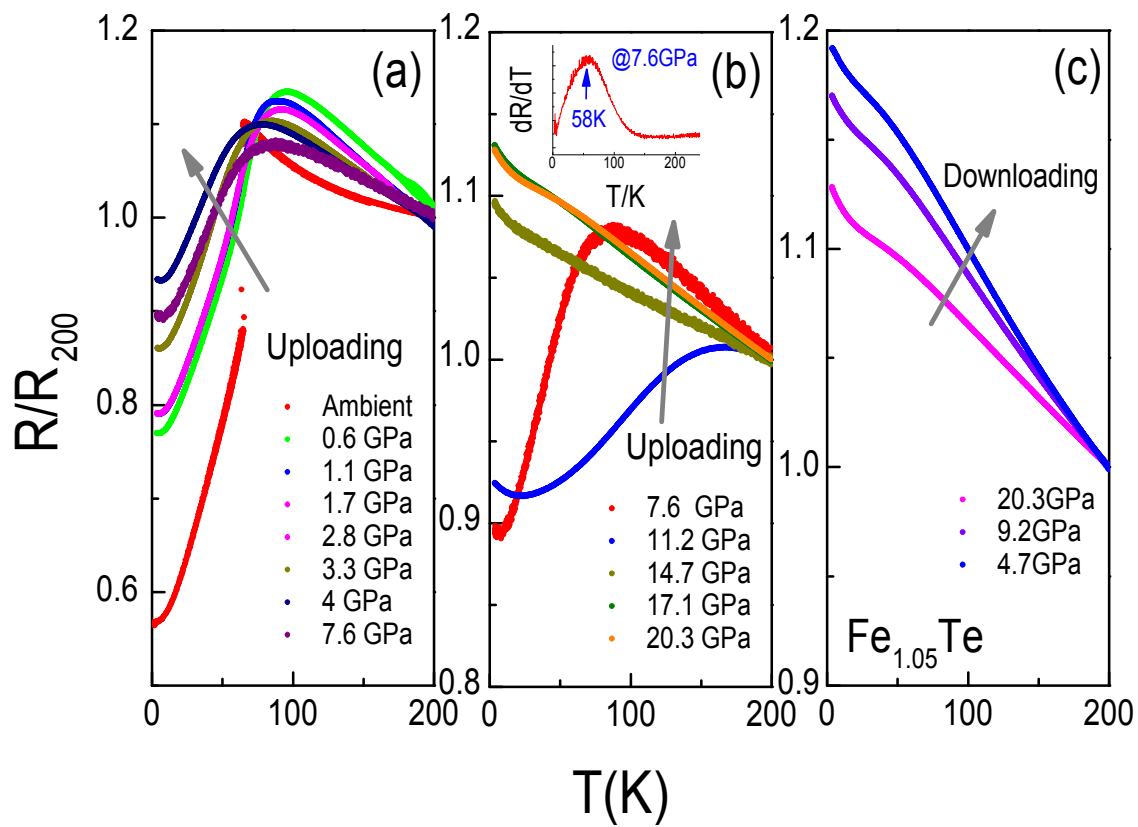 R/R200
1.2
1.0
0.8
0.6
0
100
200
(a)
Uploading
Ambient
0.6 GPa
1.1 GPa
1.7 GPa
2.8 GPa
3.3 GPa
4 GPa
7.6 GPa
1.2
1.1
1.0
0.9
0.8
0
100
200
(b)
dR/dT
@7.6GPa
58K
0
100
200
T/K
Uploading
7.6 GPa
11.2 GPa
14.7 GPa
17.1 GPa
20.3 GPa
1.2
1.1
1.0
0.9
100
200
(c)
Downloading
20.3GPa
9.2GPa
4.7GPa
Fe1.05Te
0
T(K)